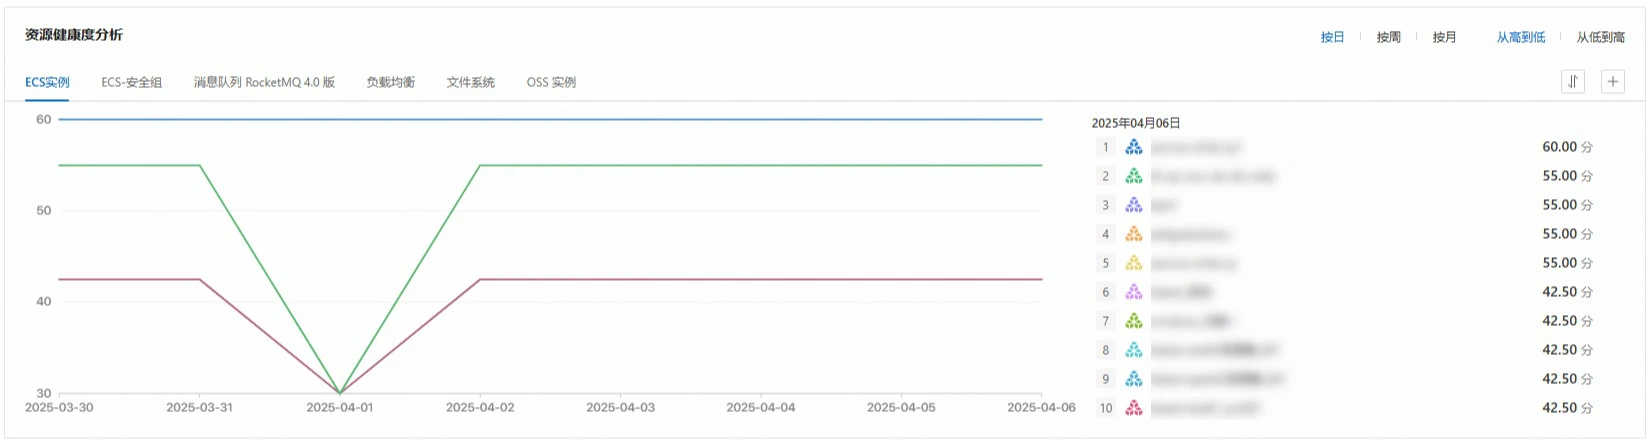 资源健康度分析
按日 按周 按月 从高到低 从低到高
ECS实例 ECS-安全组 消息队列 RocketMQ 4.0 版 负载均衡 文件系统 OSS 实例
60
50
40
30
2025-03-30 2025-03-31 2025-04-01 2025-04-02 2025-04-03 2025-04-04 2025-04-05 2025-04-06
2025年04月06日
1 60.00 分
2 55.00 分
3 55.00 分
4 55.00 分
5 55.00 分
6 42.50 分
7 42.50 分
8 42.50 分
9 42.50 分
10 42.50 分